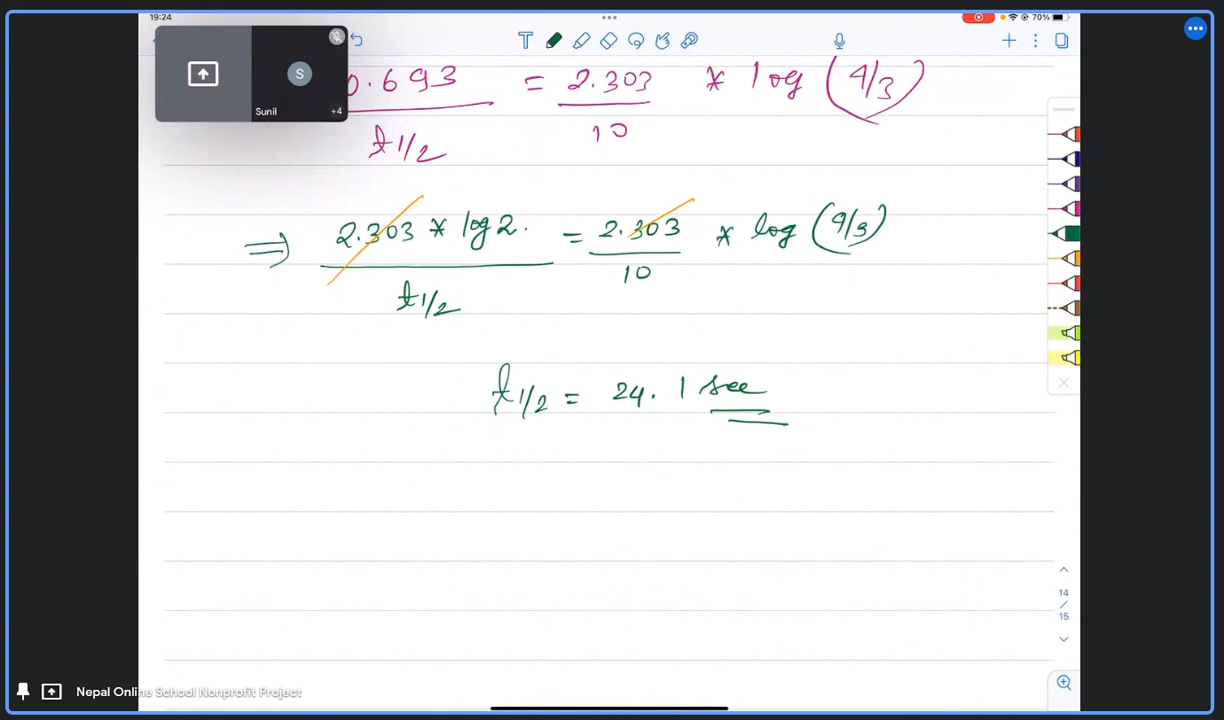 19:24
70%
T
S
Sunil
+4
0.693 / t1/2 = 2.303 / 10 * log (4/3)
⇒ 2.303 * log 2. / t1/2 = 2.303 / 10 * log (4/3)
t1/2 = 24.1 sec
14
/
15
Nepal Online School Nonprofit Project